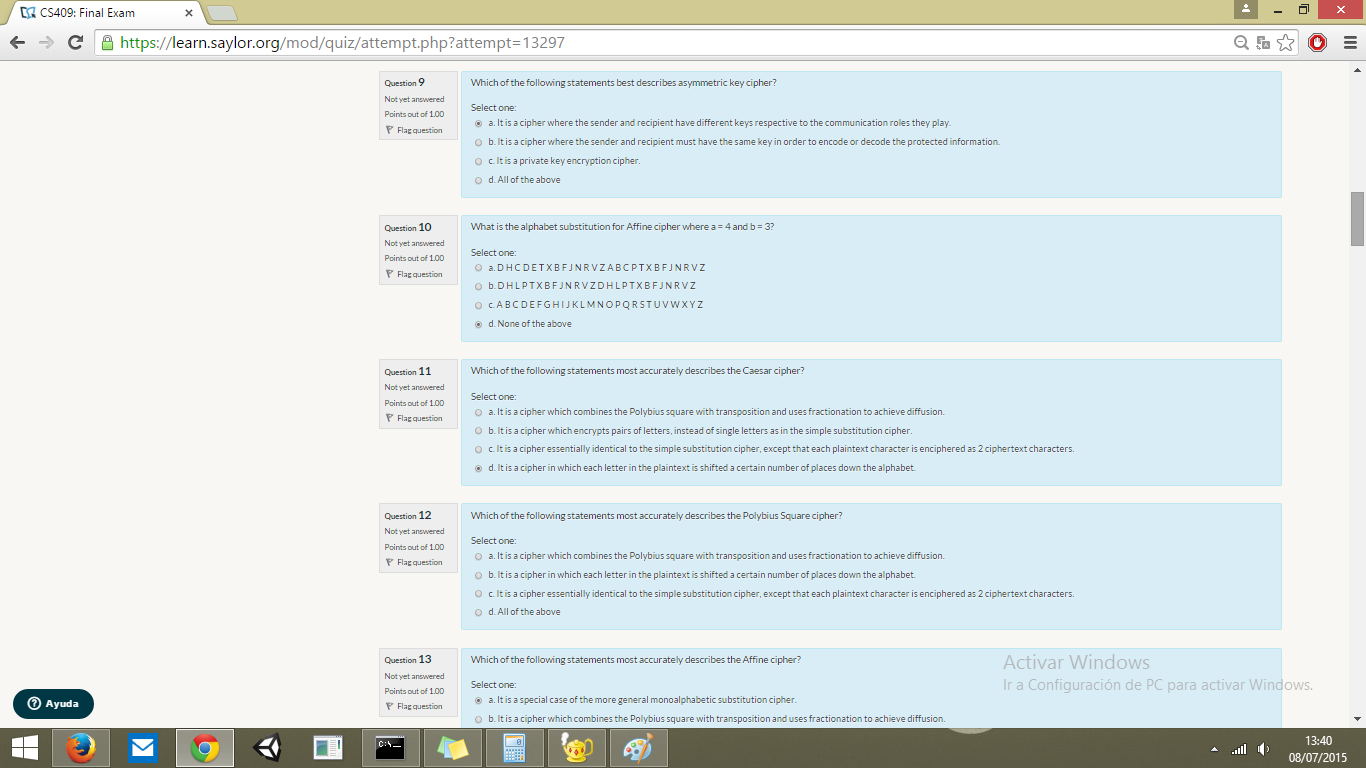 CS409: Final Exam
https://learn.saylor.org/mod/quiz/attempt.php?attempt=13297
Question 9
Not yet answered
Points out of 1.00
Flag question
Which of the following statements best describes asymmetric key cipher?
Select one:
a. It is a cipher where the sender and recipient have different keys respective to the communication roles they play.
b. It is a cipher where the sender and recipient must have the same key in order to encode or decode the protected information.
c. It is a private key encryption cipher.
d. All of the above
Question 10
Not yet answered
Points out of 1.00
Flag question
What is the alphabet substitution for Affine cipher where a = 4 and b = 3?
Select one:
a. D H C D E T X B F J N R V Z A B C P T X B F J N R V Z
b. D H L P T X B F J N R V Z D H L P T X B F J N R V Z
c. A B C D E F G H I J K L M N O P Q R S T U V W X Y Z
d. None of the above
Question 11
Not yet answered
Points out of 1.00
Flag question
Which of the following statements most accurately describes the Caesar cipher?
Select one:
a. It is a cipher which combines the Polybius square with transposition and uses fractionation to achieve diffusion.
b. It is a cipher which encrypts pairs of letters, instead of single letters as in the simple substitution cipher.
c. It is a cipher essentially identical to the simple substitution cipher, except that each plaintext character is enciphered as 2 ciphertext characters.
d. It is a cipher in which each letter in the plaintext is shifted a certain number of places down the alphabet.
Question 12
Not yet answered
Points out of 1.00
Flag question
Which of the following statements most accurately describes the Polybius Square cipher?
Select one:
a. It is a cipher which combines the Polybius square with transposition and uses fractionation to achieve diffusion.
b. It is a cipher in which each letter in the plaintext is shifted a certain number of places down the alphabet.
c. It is a cipher essentially identical to the simple substitution cipher, except that each plaintext character is enciphered as 2 ciphertext characters.
d. All of the above
Question 13
Not yet answered
Points out of 1.00
Flag question
Which of the following statements most accurately describes the Affine cipher?
Select one:
a. It is a special case of the more general monoalphabetic substitution cipher.
b. It is a cipher which combines the Polybius square with transposition and uses fractionation to achieve diffusion.
Activar Windows
Ir a Configuración de PC para activar Windows.
Ayuda
13:40
08/07/2015